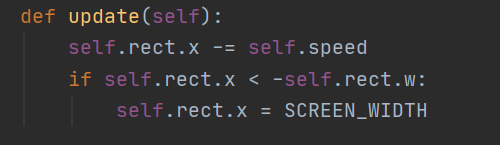 def update(self):
    self.rect.x -= self.speed
    if self.rect.x < -self.rect.w:
        self.rect.x = SCREEN_WIDTH